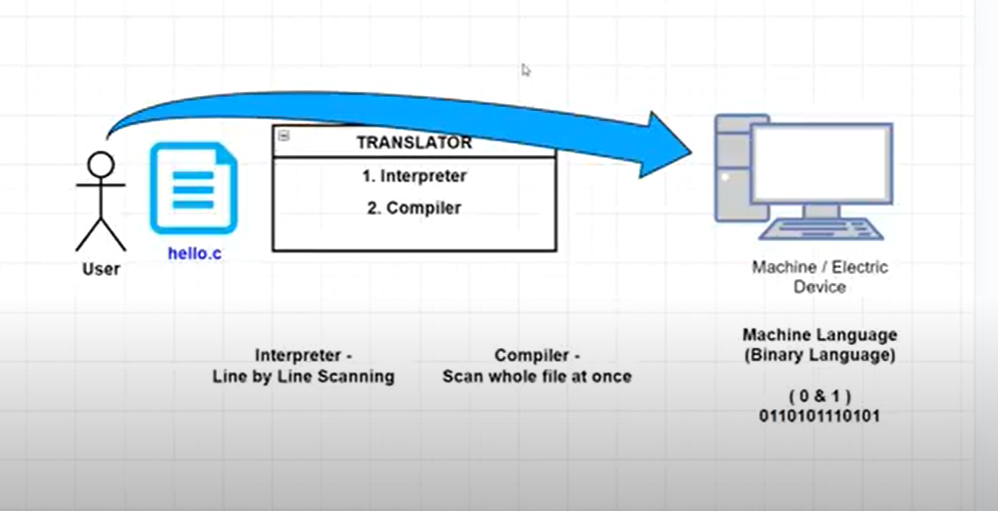 TRANSLATOR
1. Interpreter
2. Compiler
hello.c
User
Machine / Electric
Device
Interpreter -
Line by Line Scanning
Compiler -
Scan whole file at once
Machine Language
(Binary Language)
( 0 & 1 )
0110101110101